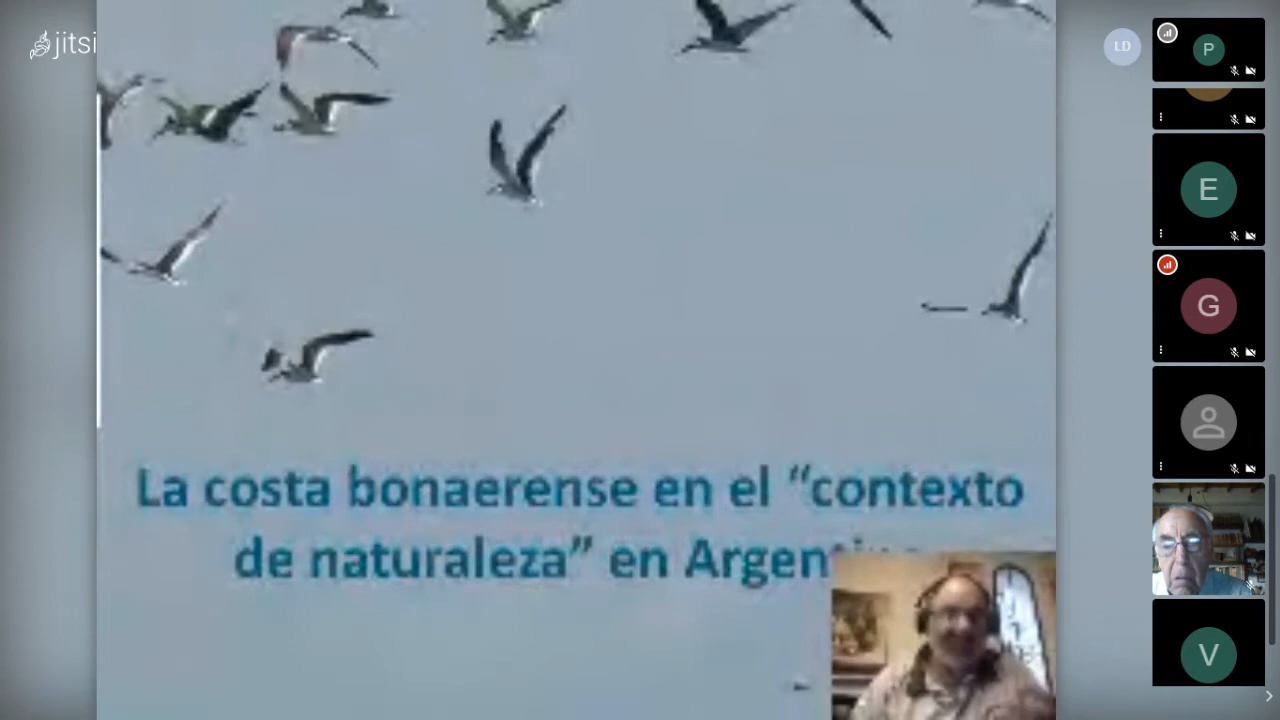 jitsi
LD
P
E
G
V
La costa bonaerense en el “contexto
de naturaleza” en